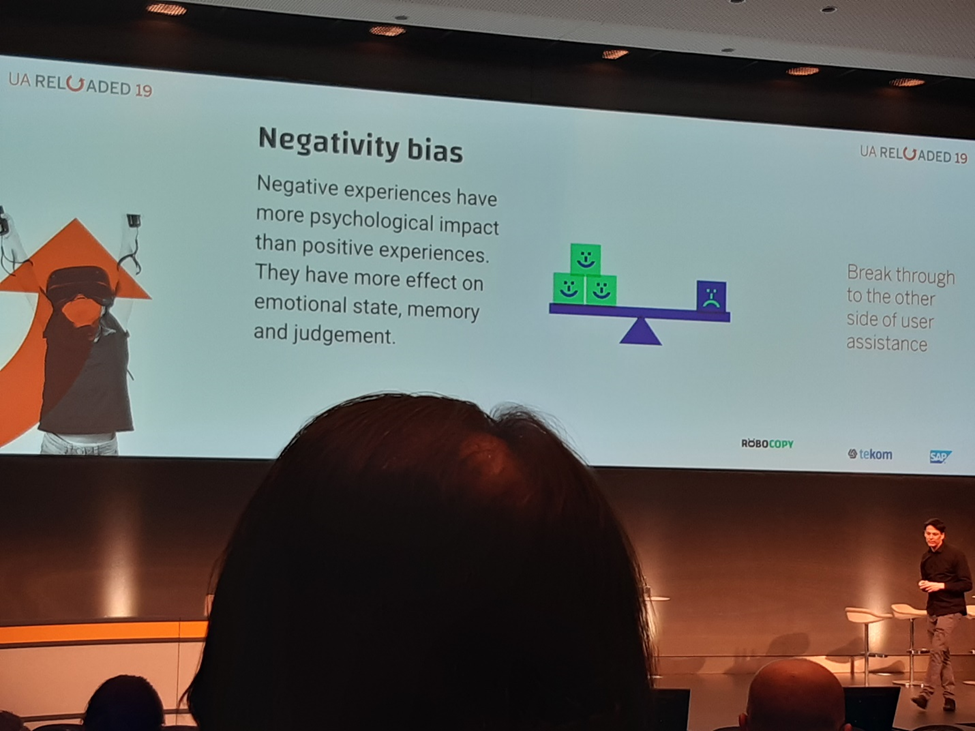 UA RELOADED 19
UA RELOADED 19
Negativity bias
Negative experiences have
more psychological impact
than positive experiences.
They have more effect on
emotional state, memory
and judgement.
Break through
to the other
side of user
assistance
ROBOCOPY
tekom
SAP